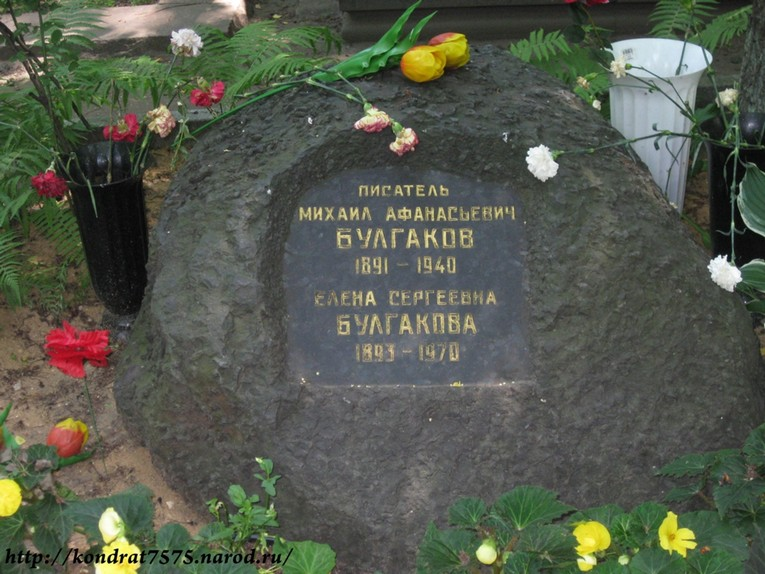 ПИСАТЕЛЬ
МИХАИЛ АФАНАСЬЕВИЧ
БУЛГАКОВ
1891 – 1940
ЕЛЕНА СЕРГЕЕВНА
БУЛГАКОВА
1893 – 1970
http://kondrat7575.narod.ru/